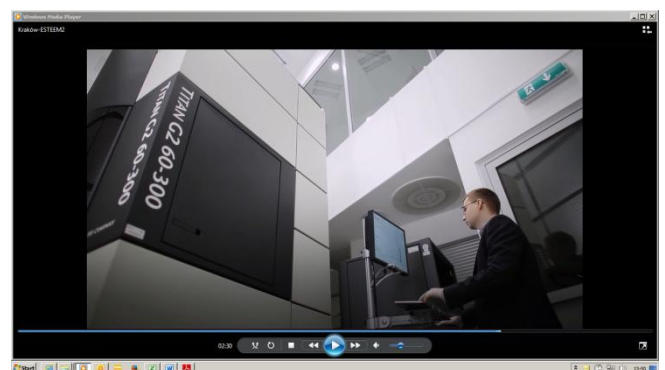 Windows Media Player
Kraków-ESTEEM2
TITAN G2 60-300
TITAN G2 60-300
02:30
Start